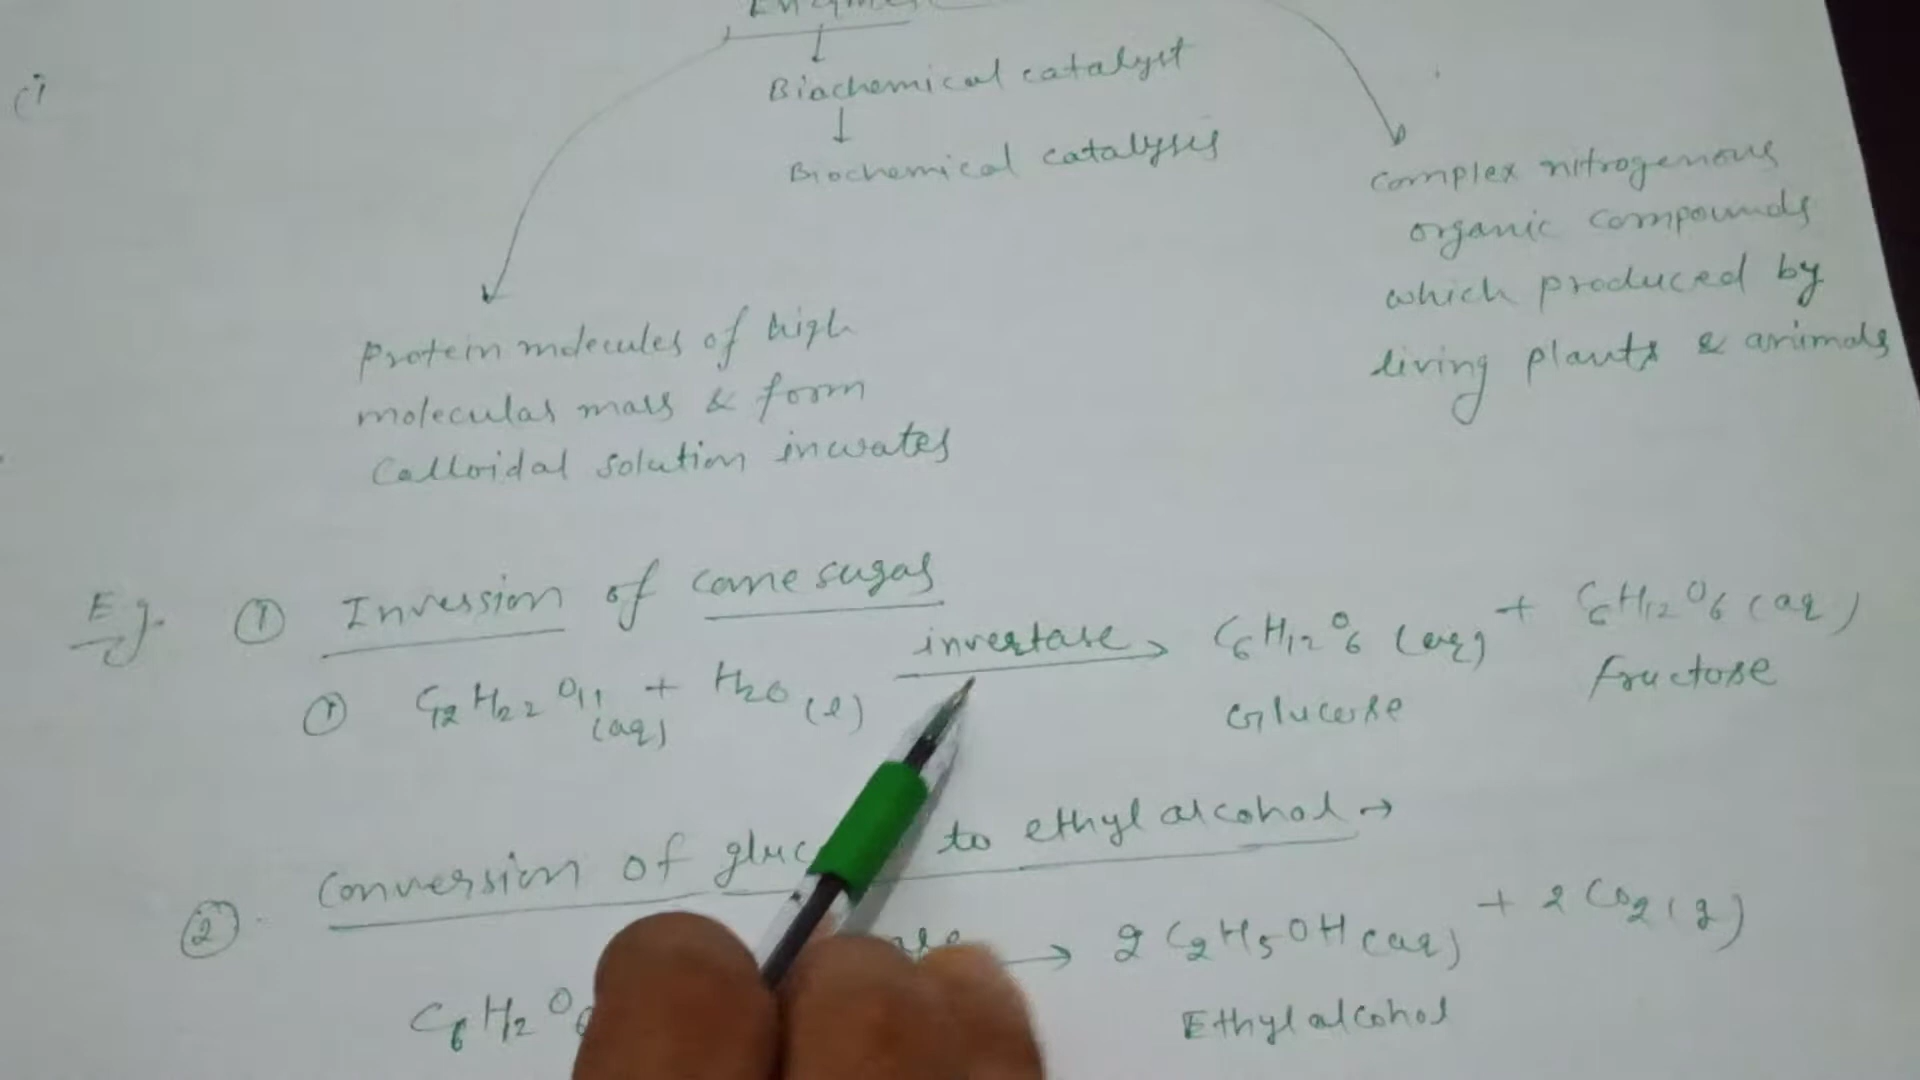 Biochemical catalyst
Biochemical catalysis
complex nitrogenous
organic compounds
which produced by
living plants & animals
Protein molecules of high
molecular mass & form
Colloidal solution in water
Eg. ① Inversion of cane sugar
① C12H22O11 (aq) + H2O (l) invertase → C6H12O6 (aq) + C6H12O6 (aq)
Glucose Fructose
② Conversion of to ethyl alcohol →
C6H2O → 2 C2H5OH (aq) + 2 CO2 (g)
Ethyl alcohol